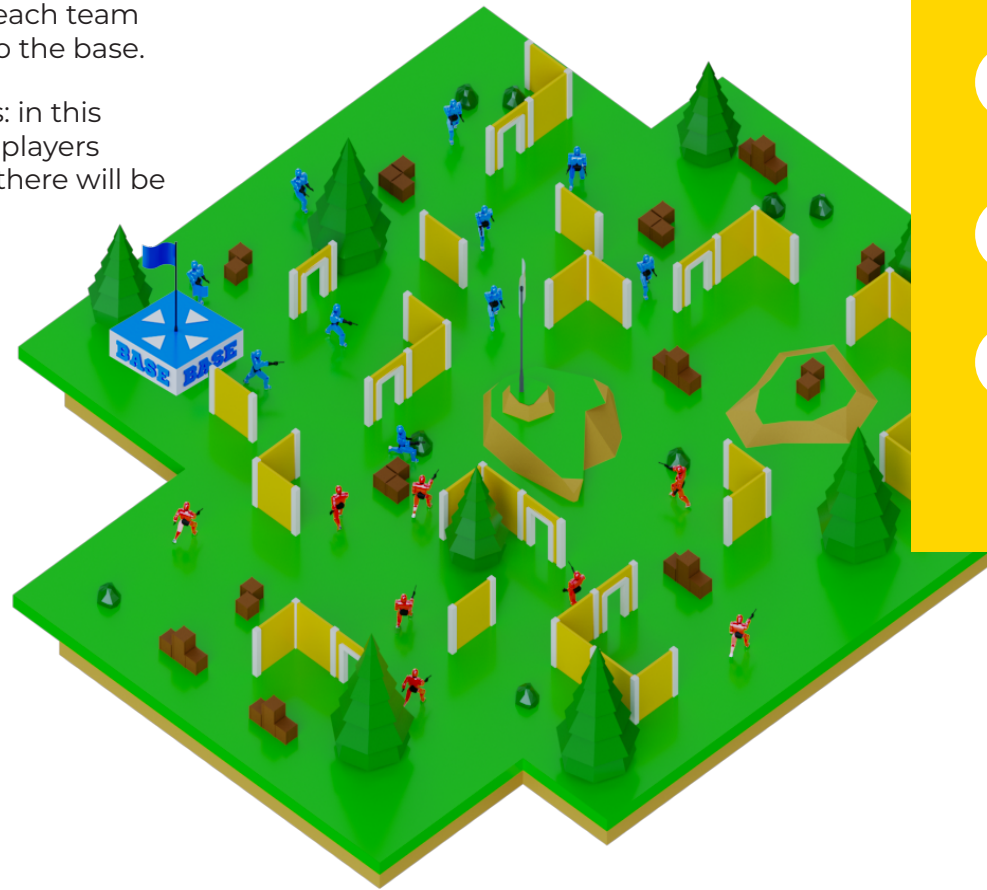 each team
o the base.
s: in this
players
there will be
BASE BASE